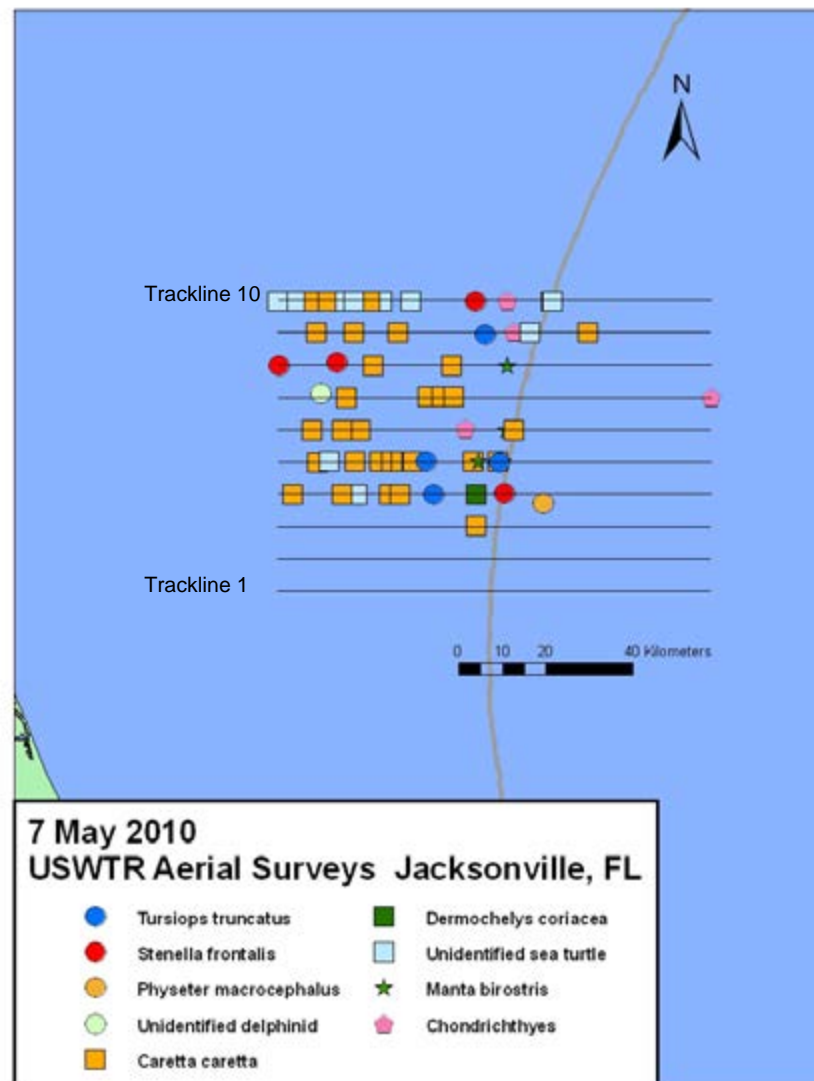 N
Trackline 10
Trackline 1
0 10 20 40 Kilometers
7 May 2010
USWTR Aerial Surveys Jacksonville, FL
Tursiops truncatus
Stenella frontalis
Physeter macrocephalus
Unidentified delphinid
Caretta caretta
Dermochelys coriacea
Unidentified sea turtle
Manta birostris
Chondrichthyes